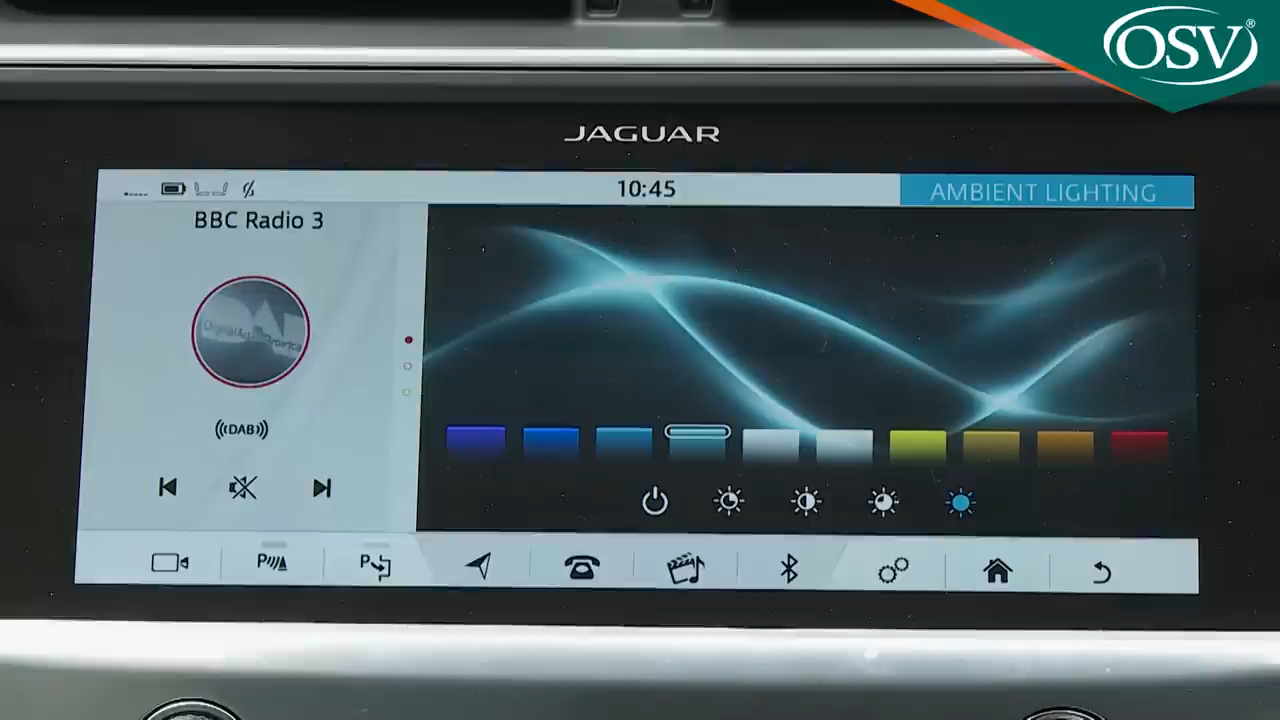 OSV®
JAGUAR
10:45
AMBIENT LIGHTING
BBC Radio 3
DAB
P
P